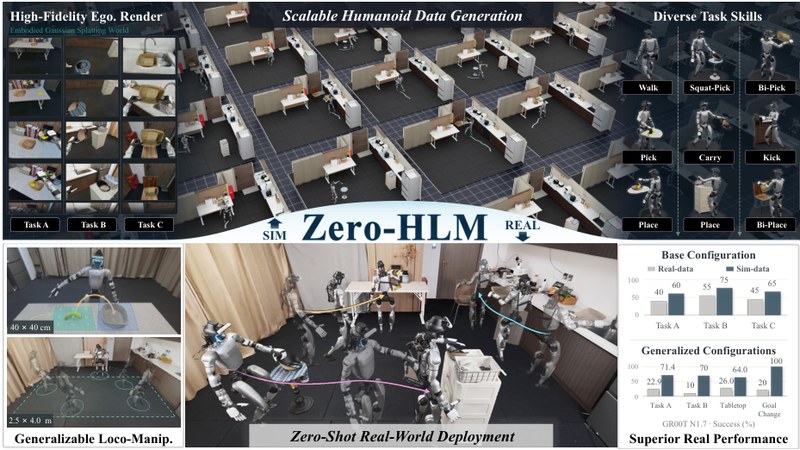 High-Fidelity Ego. Render
Embodied Gaussian Splatting World
Task A
Task B
Task C
Scalable Humanoid Data Generation
Diverse Task Skills
Walk
Squat-Pick
Bi-Pick
Pick
Carry
Kick
Place
Place
Bi-Place
SIM
Zero-HLM
REAL
40 × 40 cm
2.5 × 4.0 m
Generalizable Loco-Manip.
Zero-Shot Real-World Deployment
Base Configuration
Real-data
Sim-data
100
50
0
40
60
55
75
45
65
Task A
Task B
Task C
Generalized Configurations
100
50
0
22.9
71.4
10
70
26.0
64.0
20
100
Task A
Task B
Tabletop
Goal
Change
GR00T N1.7 · Success (%)
Superior Real Performance